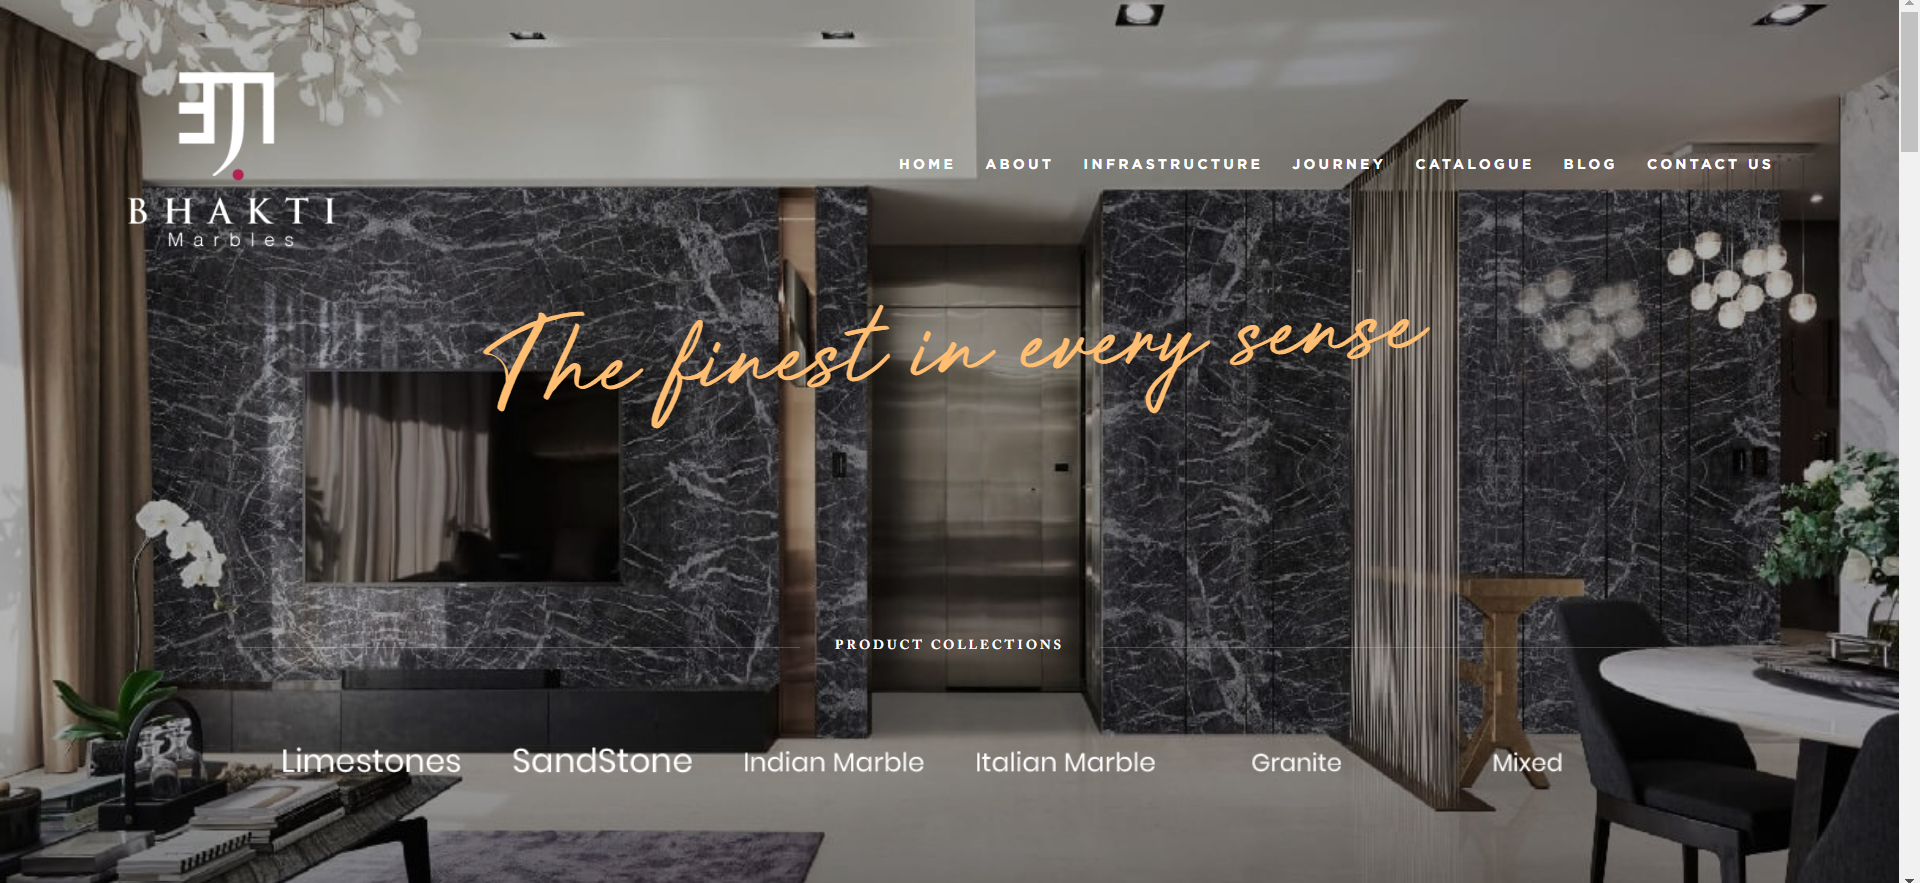 BHAKTI
Marbles
HOME ABOUT INFRASTRUCTURE JOURNEY CATALOGUE BLOG CONTACT US
The finest in every sense
PRODUCT COLLECTIONS
Limestones SandStone Indian Marble Italian Marble Granite Mixed